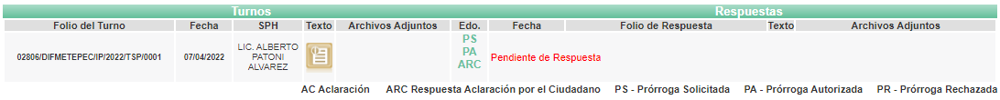 Turnos Respuestas
Folio del Turno Fecha SPH Texto Archivos Adjuntos Edo. Fecha Folio de Respuesta Texto Archivos Adjuntos
02806/DIFMETEPEC/IP/2022/TSP/0001 07/04/2022 LIC. ALBERTO PATONI ALVAREZ PS PA ARC Pendiente de Respuesta
AC Aclaración ARC Respuesta Aclaración por el Ciudadano PS - Prórroga Solicitada PA - Prórroga Autorizada PR - Prórroga Rechazada